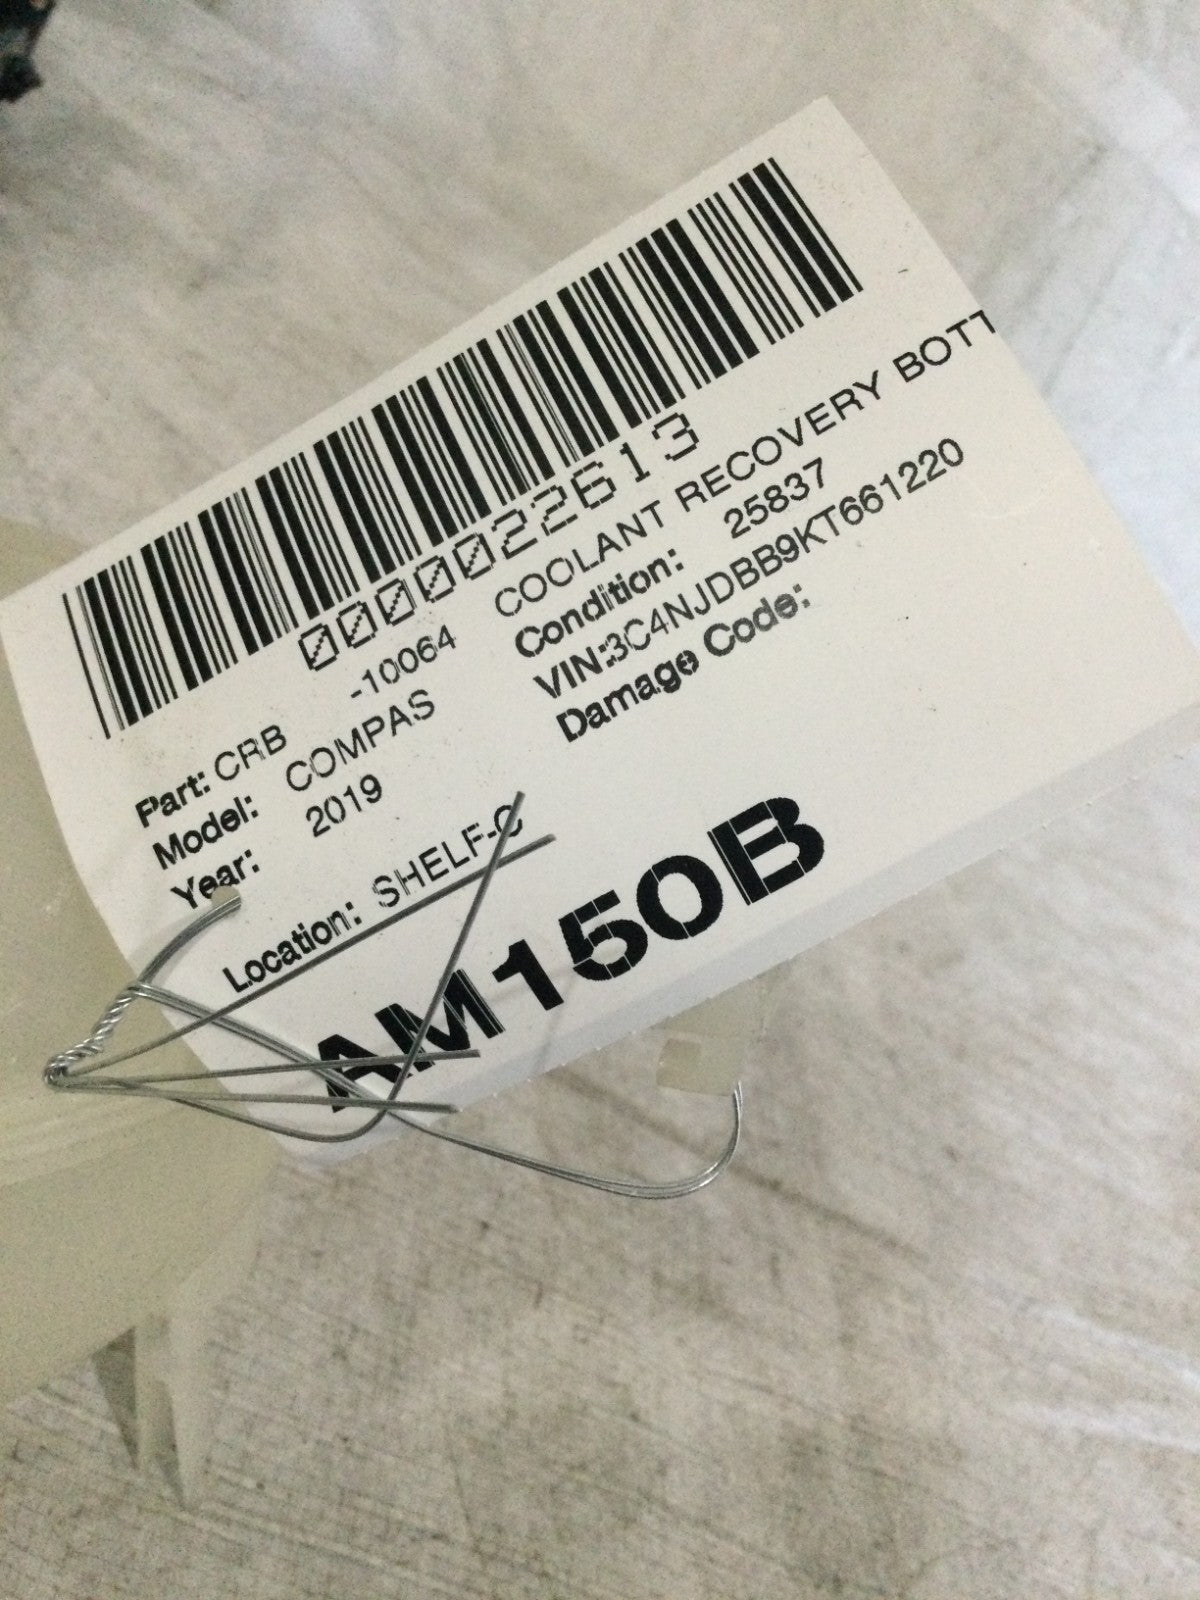 0000022613
Part: CRB -10064 COOLANT RECOVERY BOTT
Model: COMPAS Condition: 25837
Year: 2019 VIN:3C4NJDBB9KT661220
Damage Code:
Location: SHELF-C
AM150B